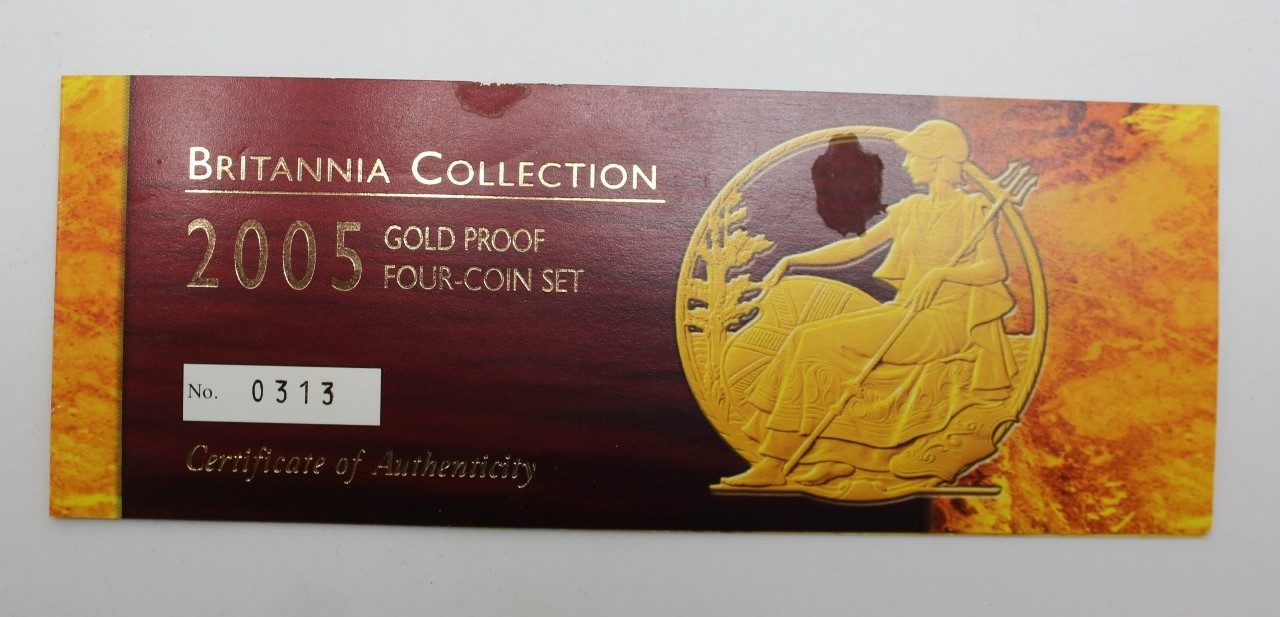 BRITANNIA COLLECTION
2005 GOLD PROOF
FOUR-COIN SET
No. 0313
Certificate of Authenticity